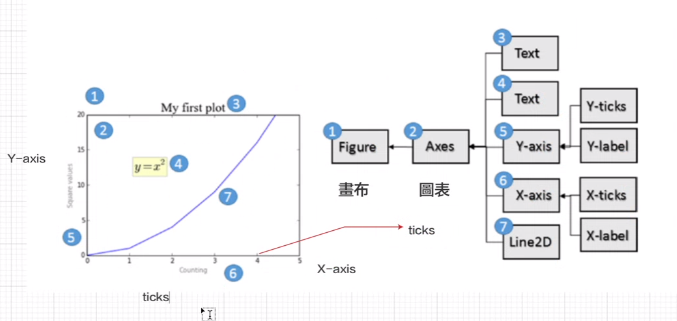 1
My first plot 3
20
2
15
y=x²
4
Y-axis
Square values
10
7
5
5
0
0 1 2 3 4 5
Counting
6
X-axis
ticks
ticks
1
Figure
畫布
2
Axes
圖表
3
Text
4
Text
5
Y-axis
Y-ticks
Y-label
6
X-axis
X-ticks
X-label
7
Line2D